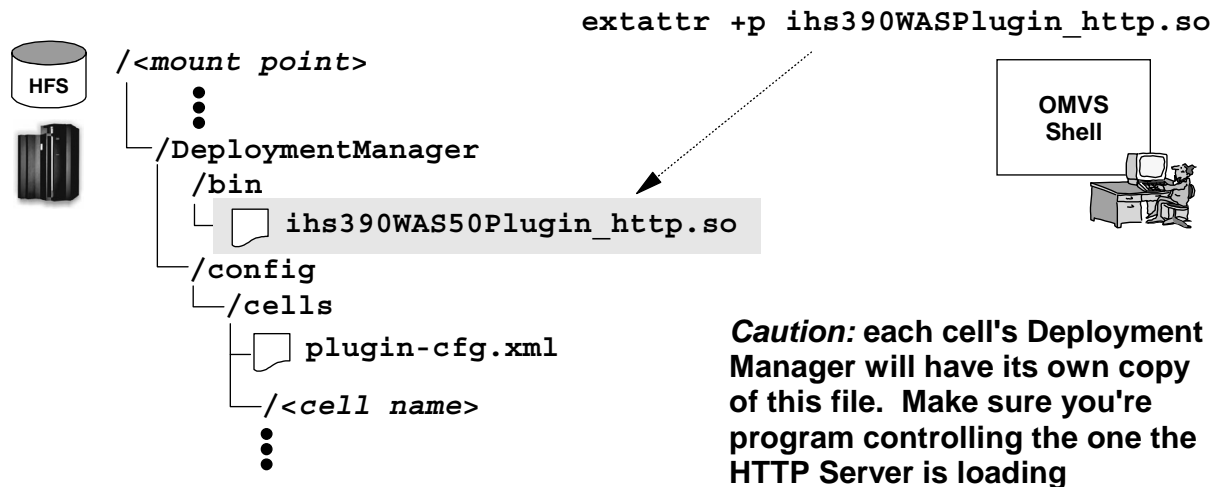 extattr +p ihs390WASPlugin_http.so
HFS
/<mount point>
OMVS
Shell
/DeploymentManager
/bin
ihs390WAS50Plugin_http.so
/config
/cells
plugin-cfg.xml
/<cell name>
Caution: each cell's Deployment
Manager will have its own copy
of this file. Make sure you're
program controlling the one the
HTTP Server is loading